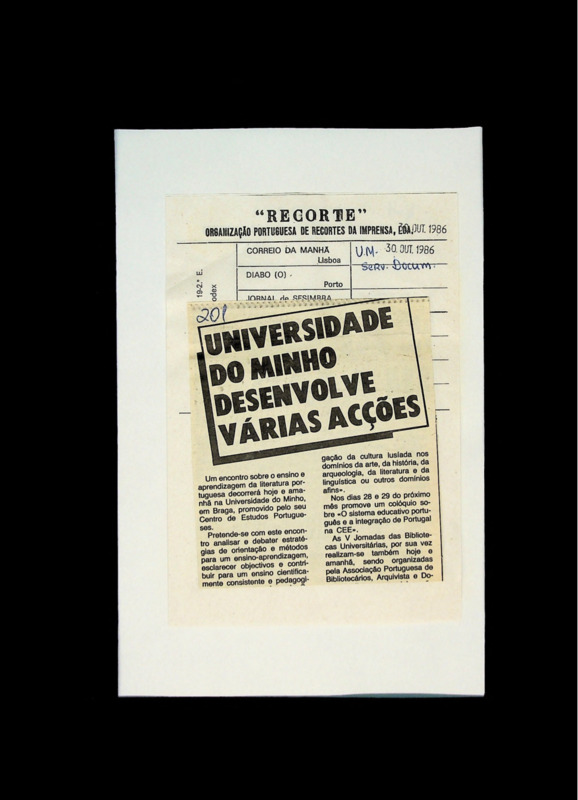 "RECORTE"
ORGANIZAÇÃO PORTUGUESA DE RECORTES DA IMPRENSA, LDA.
30. OUT. 1986
CORREIO DA MANHÃ
Lisboa
U.M. 30. OUT. 1986
SERV. DOCUM.
DIABO (O) -
Porto
JORNAL de SESIMBRA
19-2.º E.
odex
201
UNIVERSIDADE
DO MINHO
DESENVOLVE
VÁRIAS ACÇÕES
Um encontro sobre o ensino e
aprendizagem da literatura por-
tuguesa decorrerá hoje e ama-
nhã na Universidade do Minho,
em Braga, promovido pelo seu
Centro de Estudos Portugue-
ses.
Pretende-se com este encon-
tro analisar e debater estraté-
gias de orientação e métodos
para um ensino-aprendizagem,
esclarecer objectivos e contri-
buir para um ensino cientifica-
mente consistente e pedagogi-
gação da cultura lusíada nos
domínios da arte, da história, da
arqueologia, da literatura e da
linguística ou outros domínios
afins».
Nos dias 28 e 29 do próximo
mês promove um colóquio so-
bre «O sistema educativo portu-
guês e a integração de Portugal
na CEE».
As V Jornadas das Bibliote-
cas Universitárias, por sua vez
realizam-se também hoje e
amanhã, sendo organizadas
pela Associação Portuguesa de
Bibliotecários, Arquivista e Do-